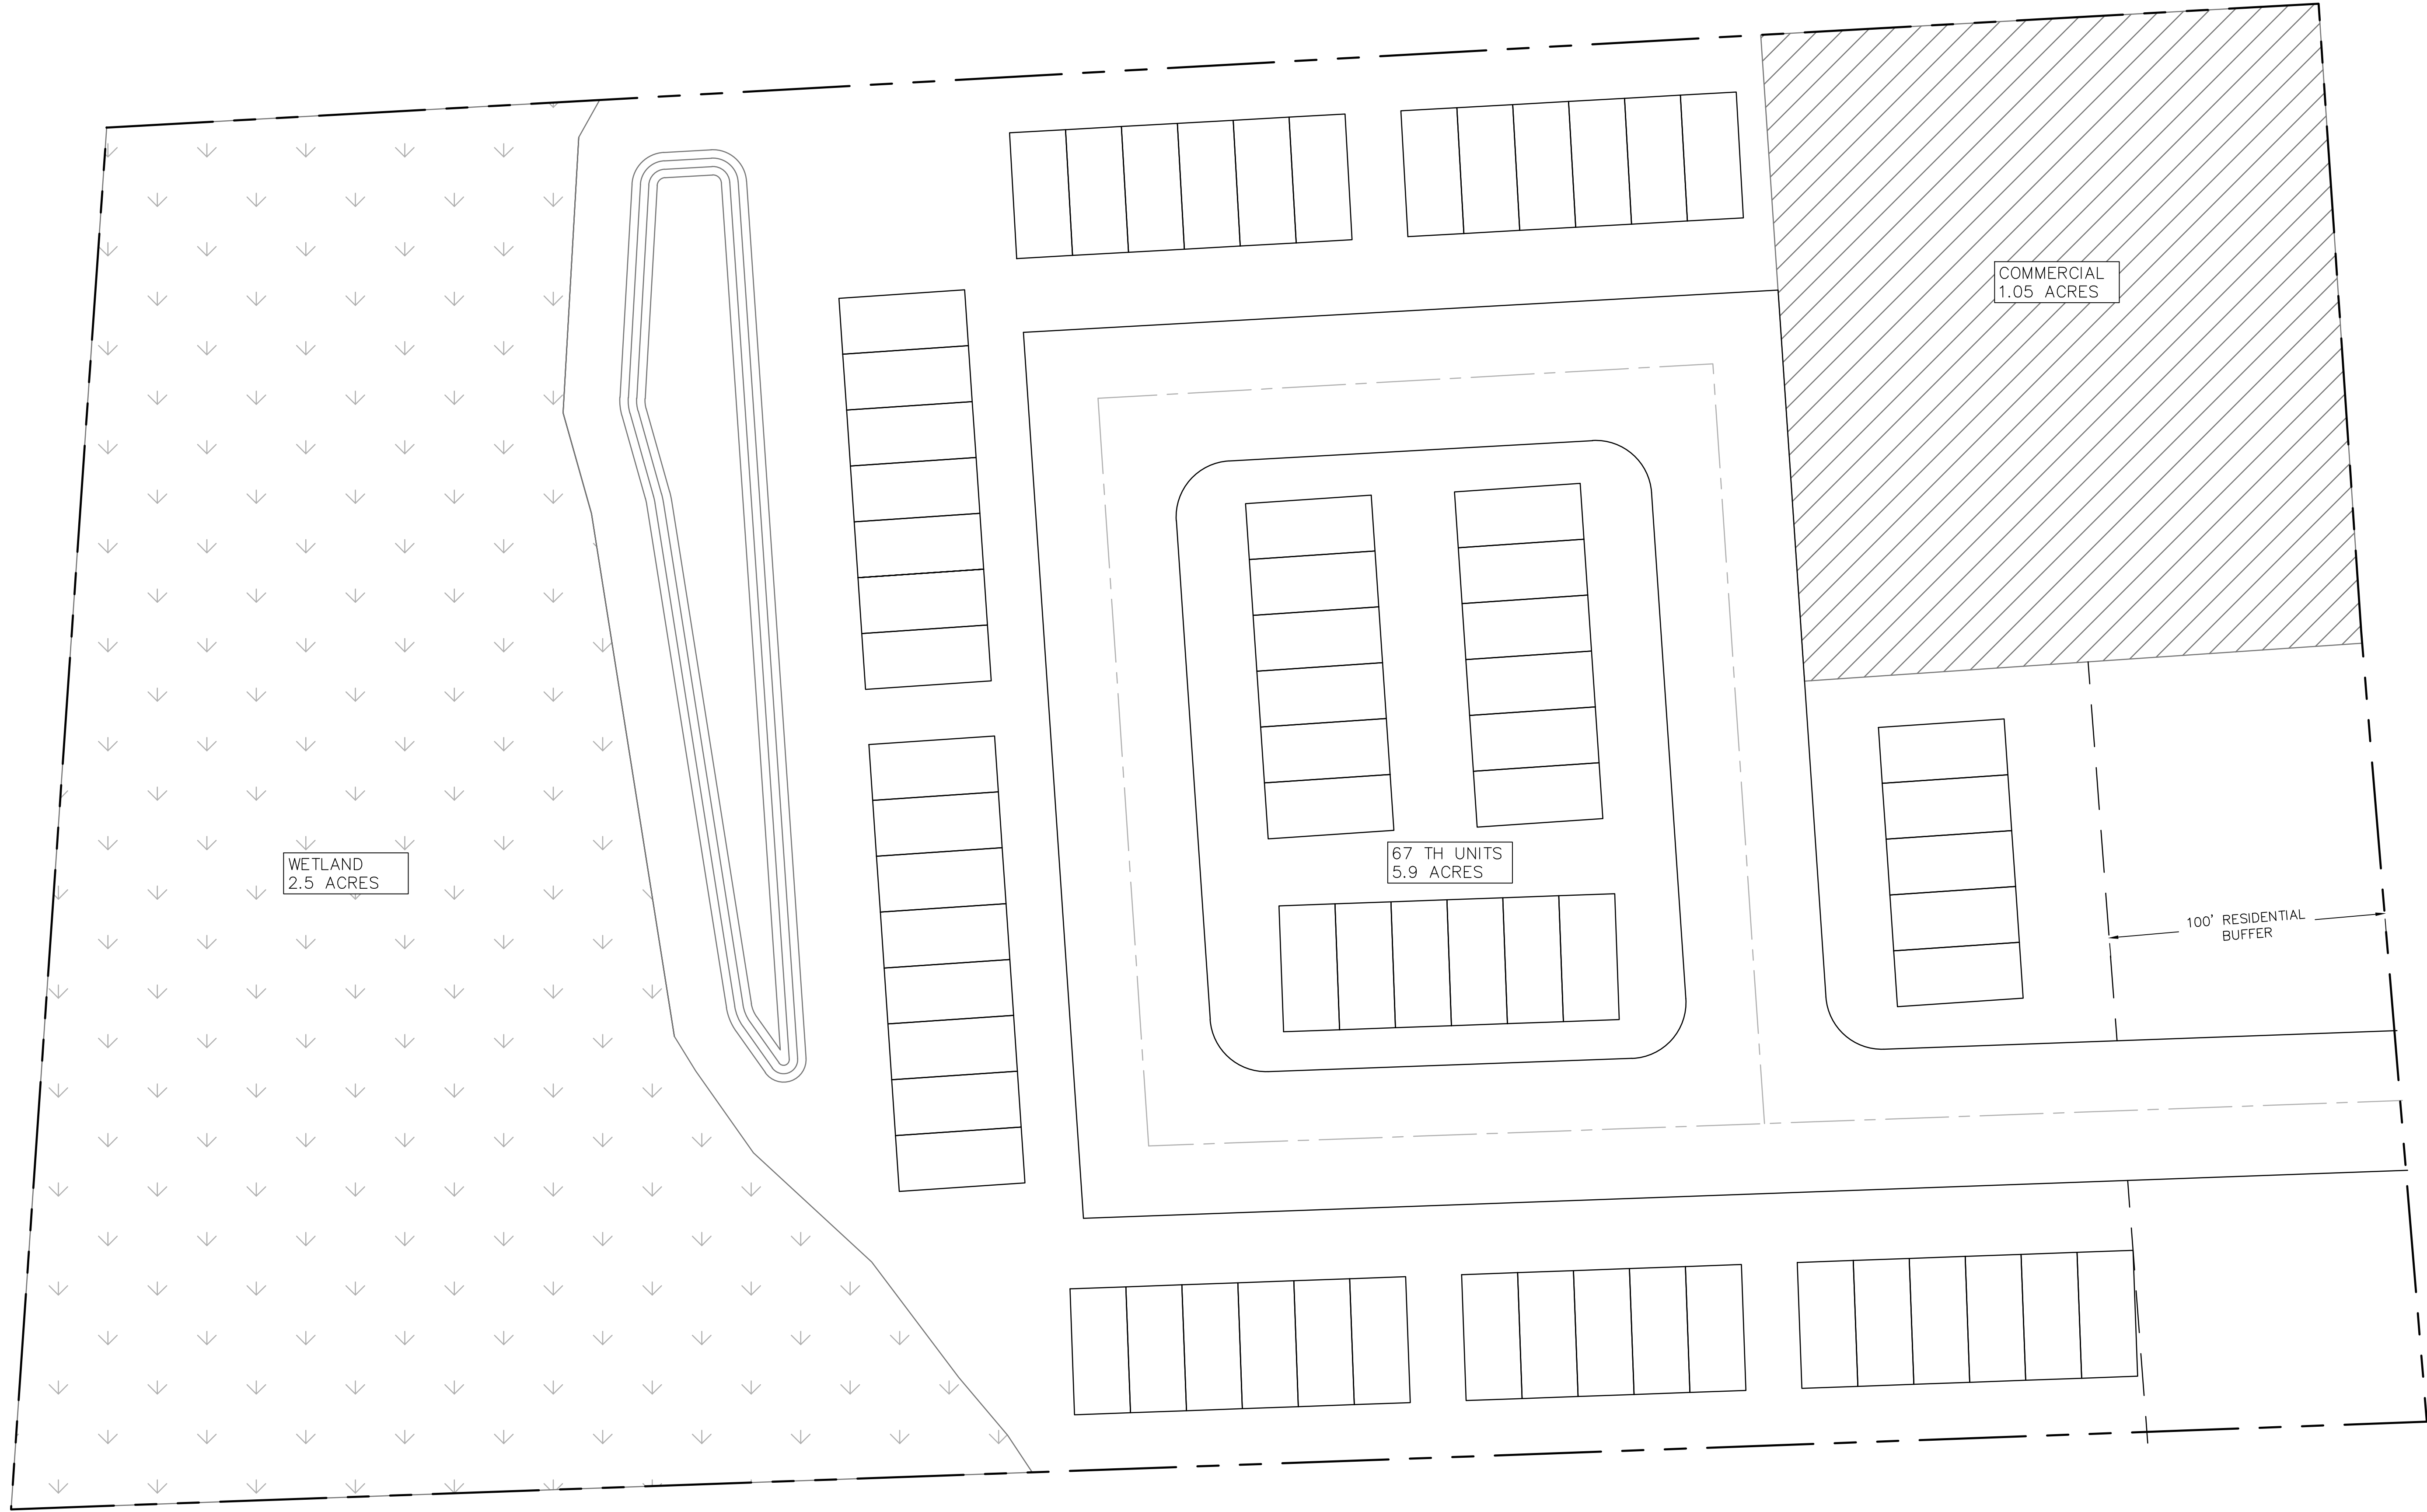 COMMERCIAL
1.05 ACRES
WETLAND
2.5 ACRES
67 TH UNITS
5.9 ACRES
100' RESIDENTIAL
BUFFER